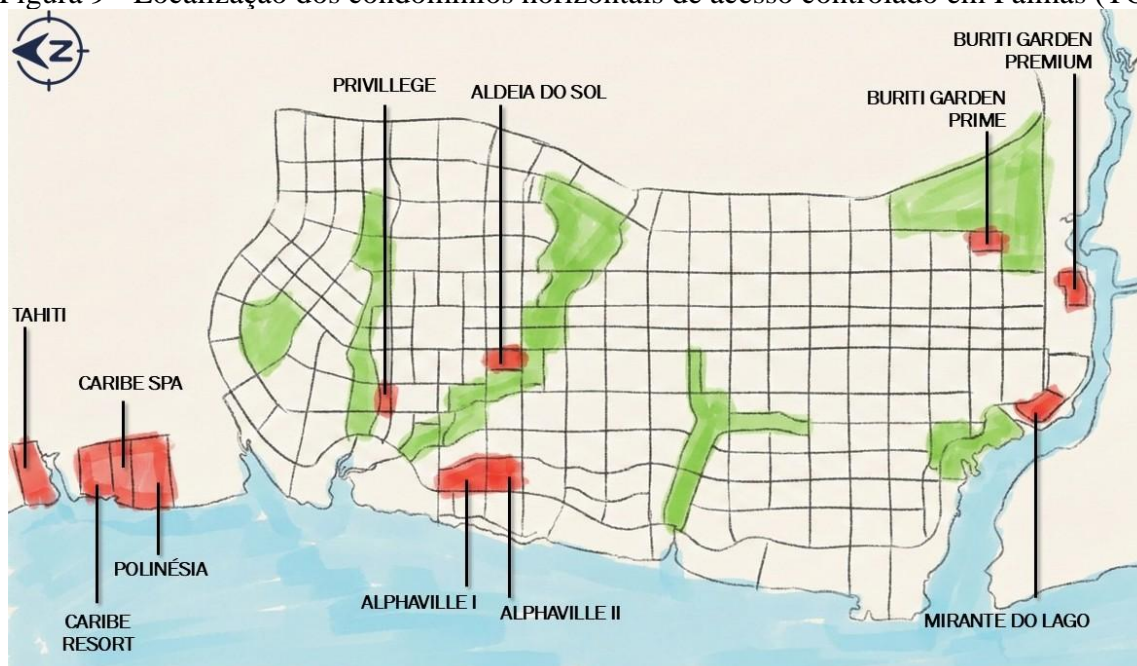 Figura 9 - Localização dos condomínios horizontais de acesso controlado em Palmas (TO
Z
BURITI GARDEN
PREMIUM
PRIVILLEGE
ALDEIA DO SOL
BURITI GARDEN
PRIME
TAHITI
CARIBE SPA
POLINÉSIA
ALPHAVILLE I
ALPHAVILLE II
CARIBE
RESORT
MIRANTE DO LAGO